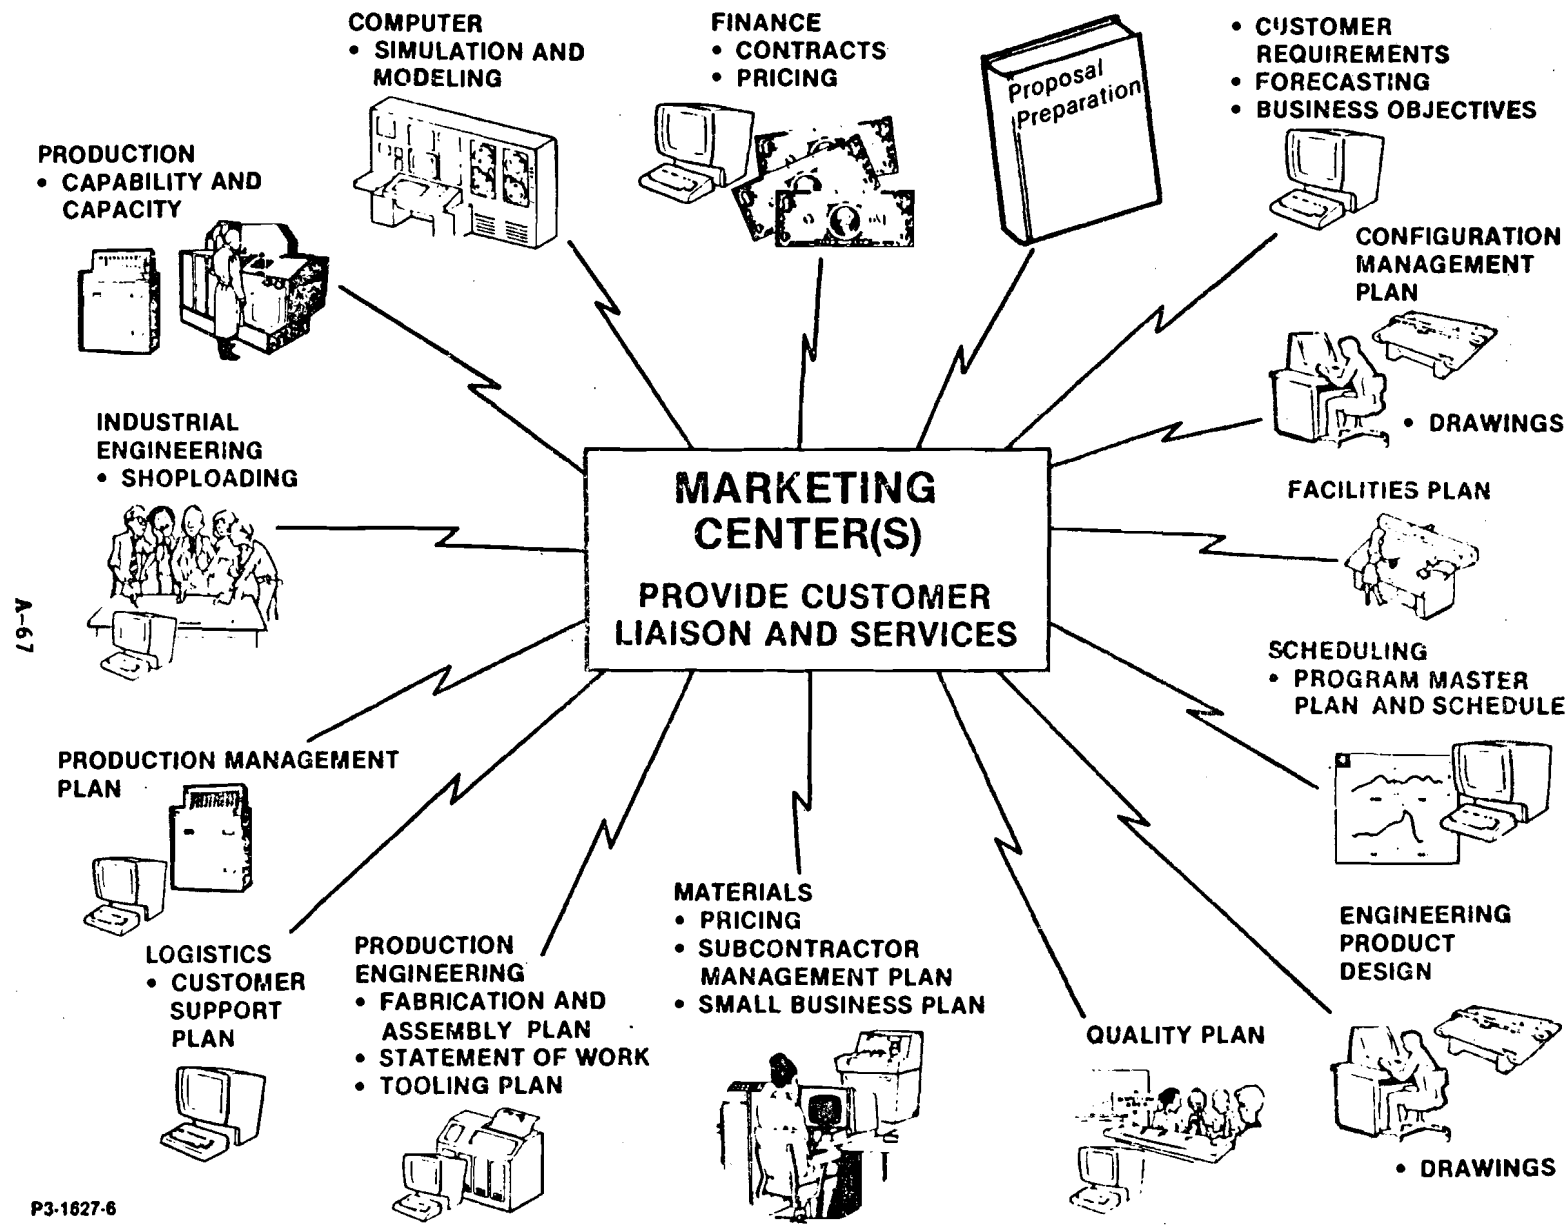 COMPUTER
• SIMULATION AND
MODELING
FINANCE
• CONTRACTS
• PRICING
Proposal
Preparation
• CUSTOMER
REQUIREMENTS
• FORECASTING
• BUSINESS OBJECTIVES
PRODUCTION
• CAPABILITY AND
CAPACITY
CONFIGURATION
MANAGEMENT
PLAN
• DRAWINGS
INDUSTRIAL
ENGINEERING
• SHOPLOADING
MARKETING
CENTER(S)
PROVIDE CUSTOMER
LIAISON AND SERVICES
FACILITIES PLAN
A-67
SCHEDULING
• PROGRAM MASTER
PLAN AND SCHEDULE
PRODUCTION MANAGEMENT
PLAN
LOGISTICS
• CUSTOMER
SUPPORT
PLAN
PRODUCTION
ENGINEERING
• FABRICATION AND
ASSEMBLY PLAN
• STATEMENT OF WORK
• TOOLING PLAN
MATERIALS
• PRICING
• SUBCONTRACTOR
MANAGEMENT PLAN
• SMALL BUSINESS PLAN
QUALITY PLAN
ENGINEERING
PRODUCT
DESIGN
• DRAWINGS
P3-1627-6